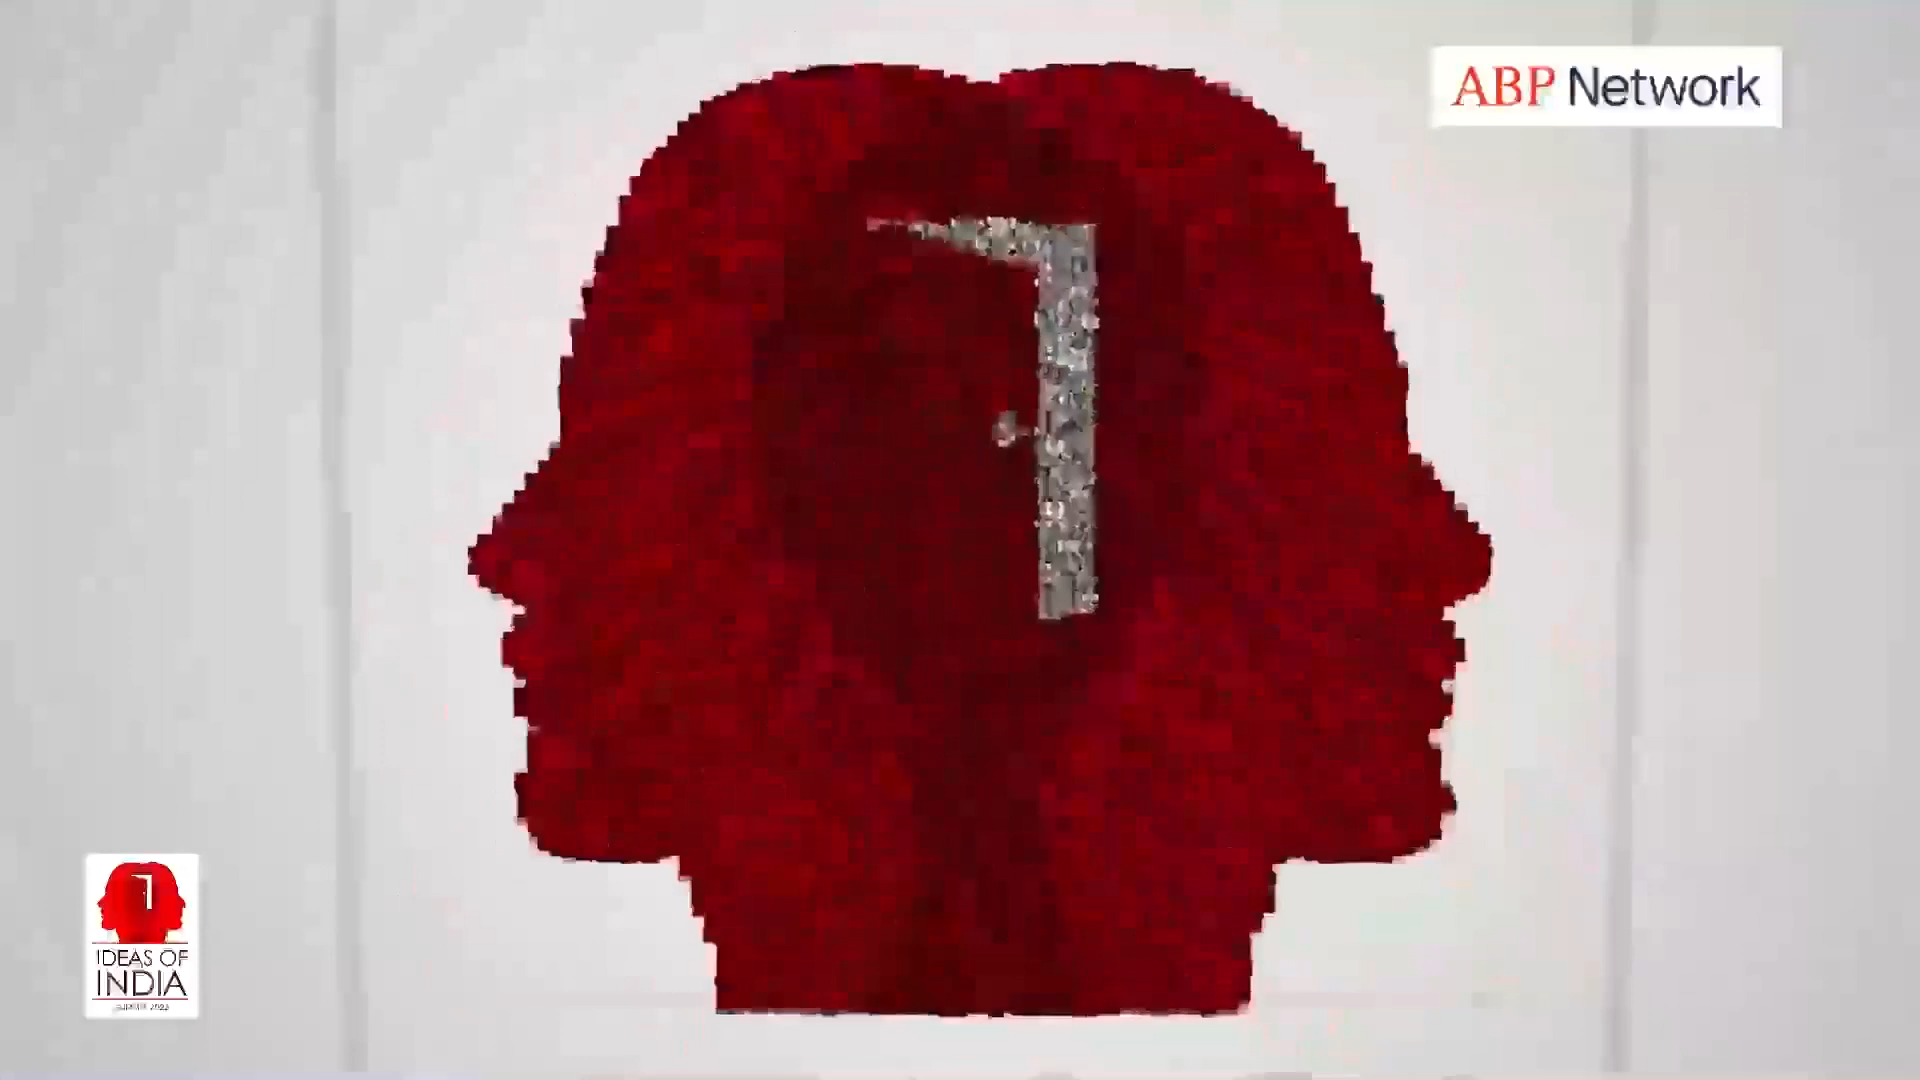 ABP Network
IDEAS OF
INDIA